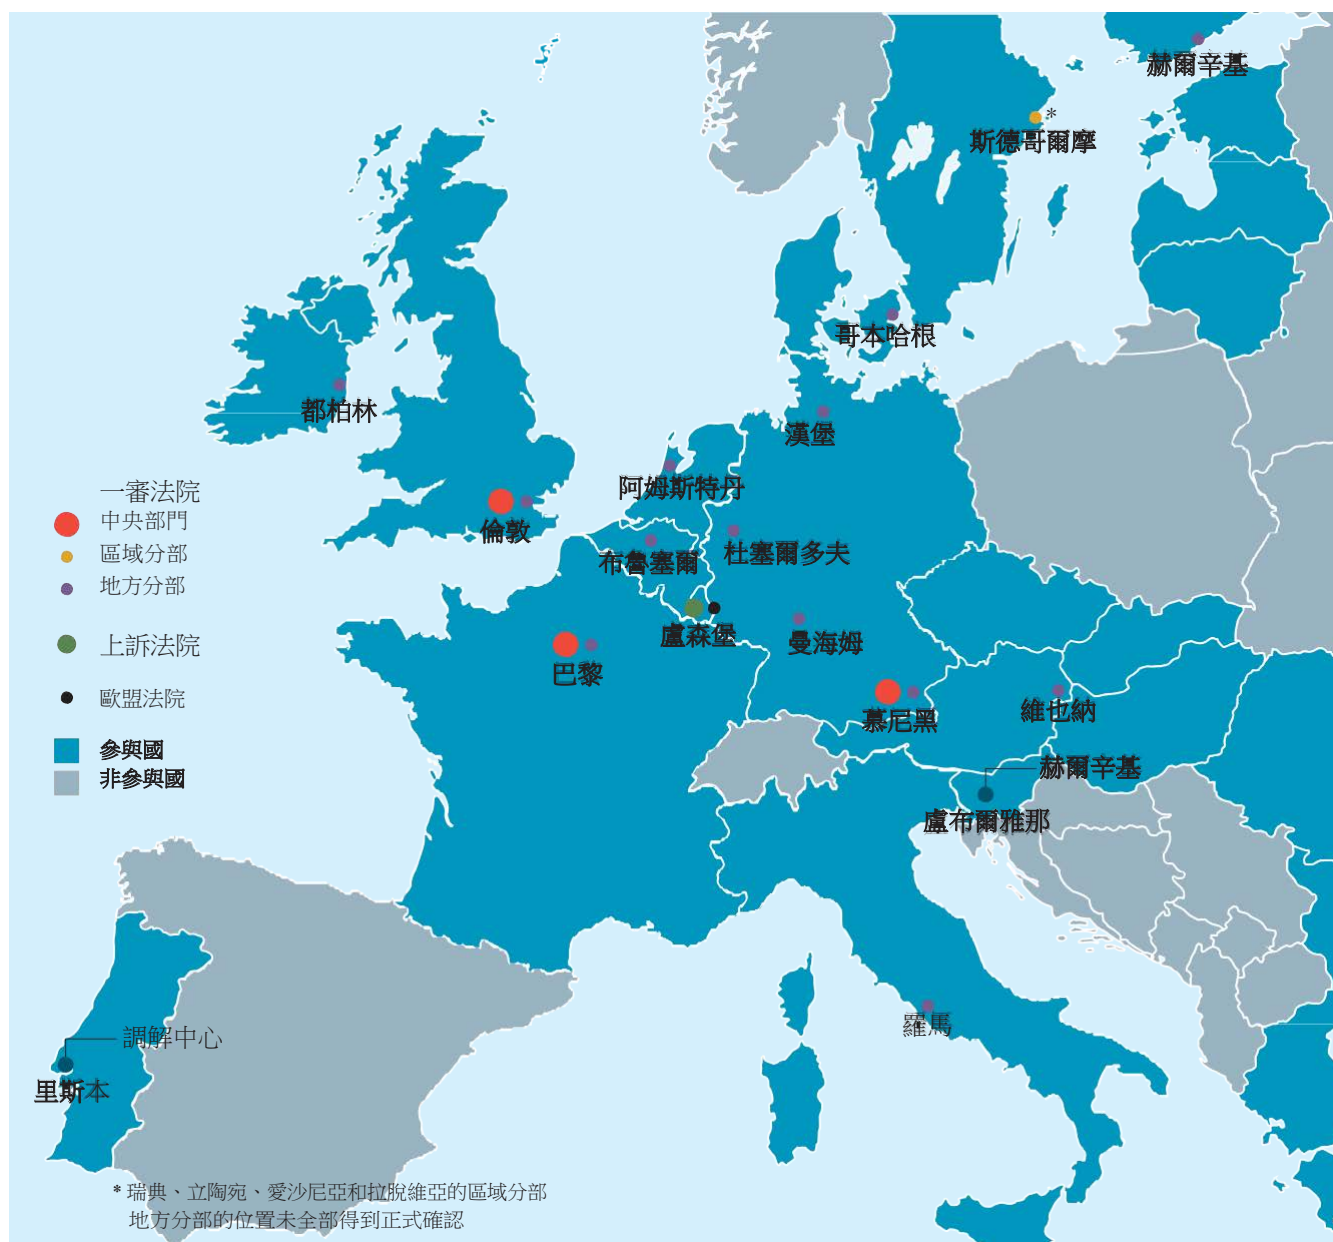 赫爾辛基
*
斯德哥爾摩
哥本哈根
都柏林
漢堡
阿姆斯特丹
倫敦
布魯塞爾
杜塞爾多夫
盧森堡
曼海姆
巴黎
慕尼黑
維也納
赫爾辛基
盧布爾雅那
羅馬
調解中心
里斯本
一審法院
中央部門
區域分部
地方分部
上訴法院
歐盟法院
參與國
非參與國
* 瑞典、立陶宛、愛沙尼亞和拉脫維亞的區域分部
地方分部的位置未全部得到正式確認